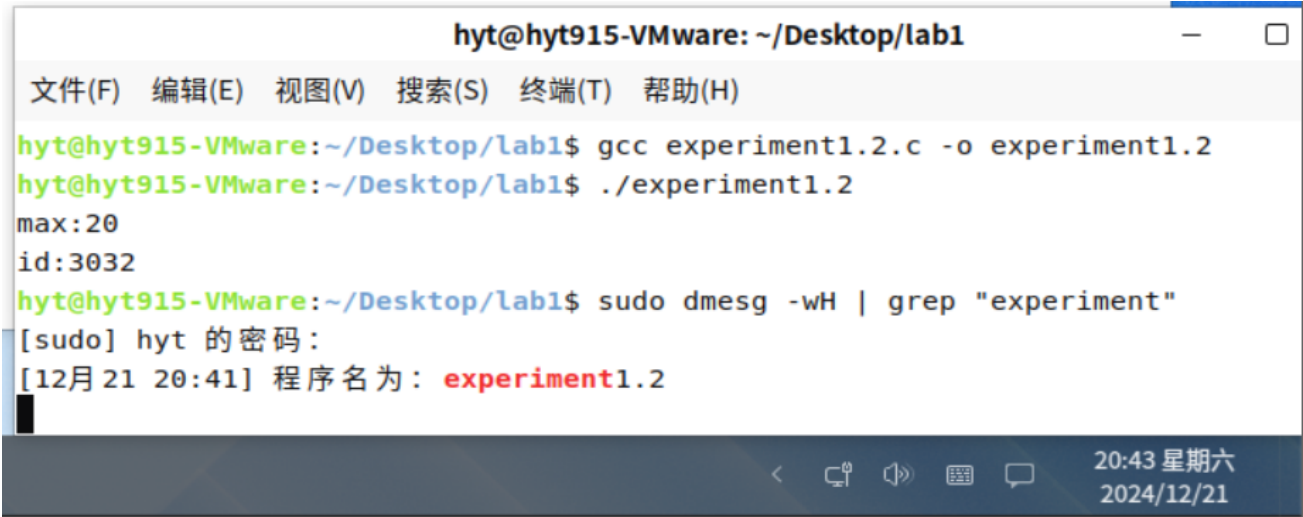 hyt@hyt915-VMware: ~/Desktop/lab1
文件(F) 编辑(E) 视图(V) 搜索(S) 终端(T) 帮助(H)
hyt@hyt915-VMware:~/Desktop/lab1$ gcc experiment1.2.c -o experiment1.2
hyt@hyt915-VMware:~/Desktop/lab1$ ./experiment1.2
max:20
id:3032
hyt@hyt915-VMware:~/Desktop/lab1$ sudo dmesg -wH | grep "experiment"
[sudo] hyt 的密码：
[12月21 20:41] 程序名为：experiment1.2
20:43 星期六
2024/12/21